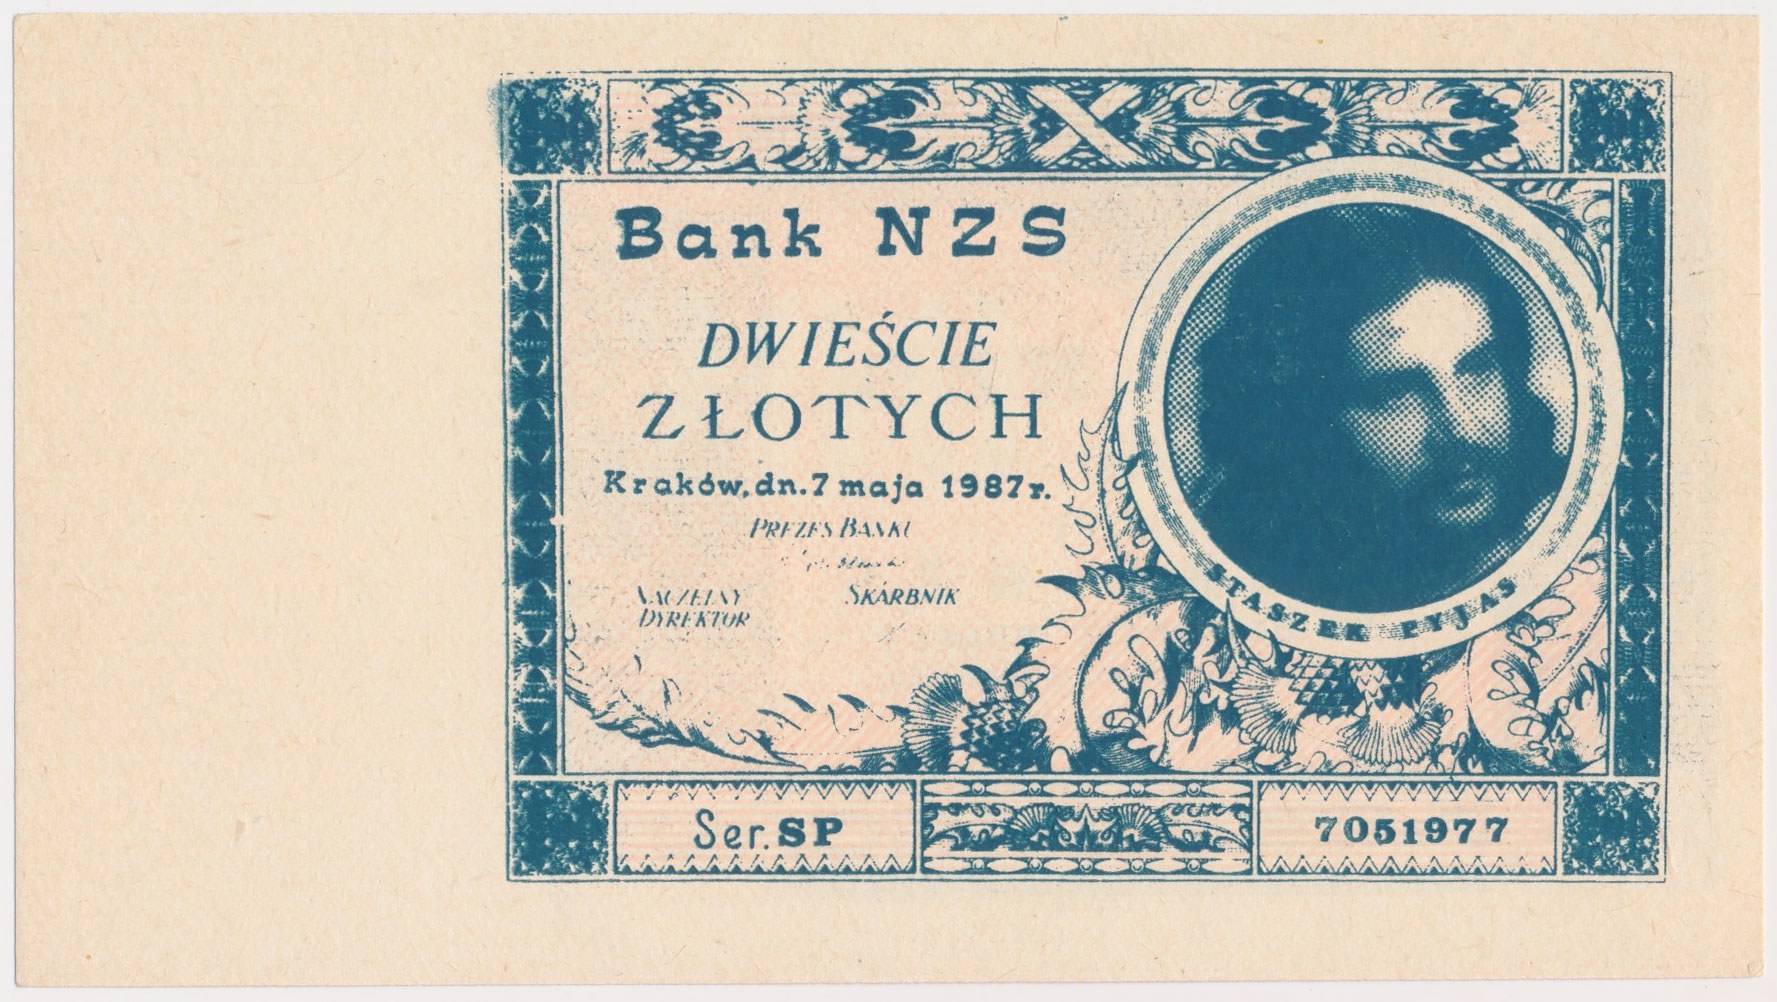 Bank NZS
DWIEŚCIE
ZŁOTYCH
Kraków, dn. 7 maja 1987 r.
PREZES BANKU
NACZELNY SKARBNIK
DYREKTOR
STASZEK PYJAS
Ser. SP 7051977